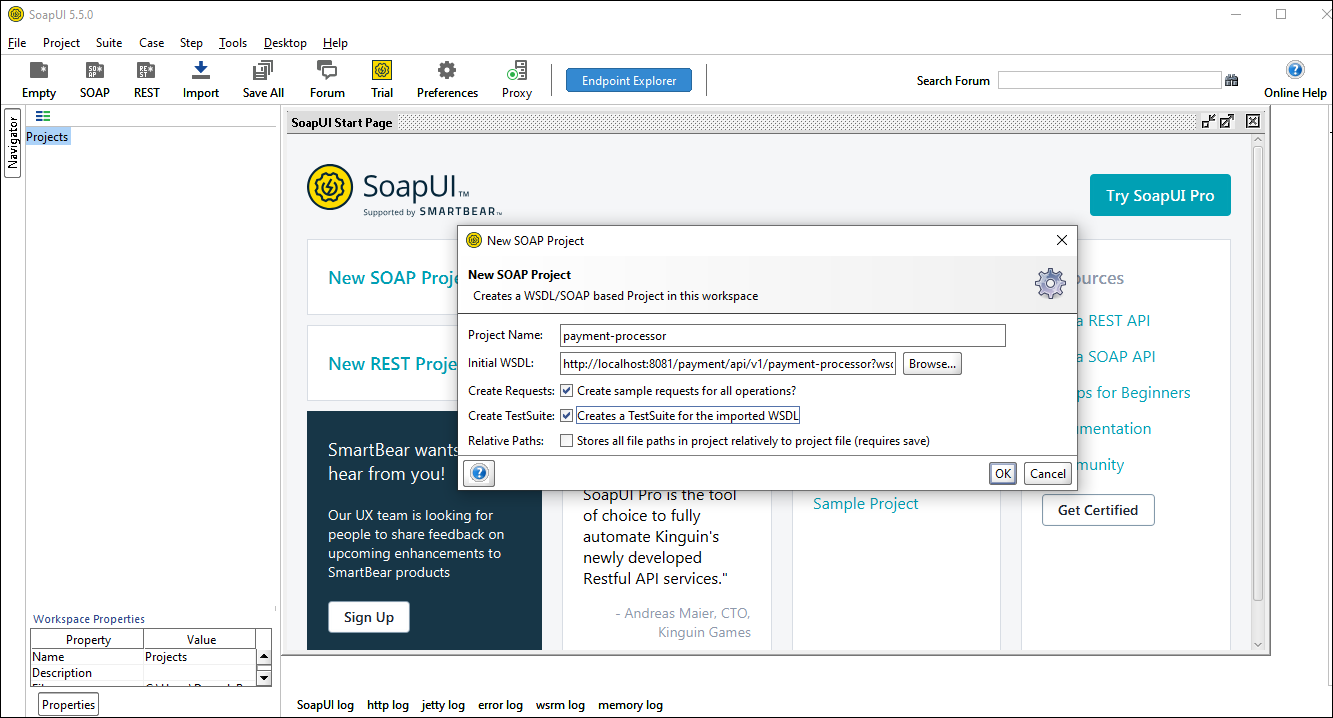 SoapUI 5.5.0
File Project Suite Case Step Tools Desktop Help
Empty SOAP REST Import Save All Forum Trial Preferences Proxy Endpoint Explorer Search Forum Online Help
Navigator
Projects
SoapUI Start Page
SoapUI™
Supported by SMARTBEAR™
Try SoapUI Pro
New SOAP Proje
New REST Projec
New SOAP Project
New SOAP Project
Creates a WSDL/SOAP based Project in this workspace
Project Name: payment-processor
Initial WSDL: http://localhost:8081/payment/api/v1/payment-processor?wsd Browse...
Create Requests: Create sample requests for all operations?
Create TestSuite: Creates a TestSuite for the imported WSDL
Relative Paths: Stores all file paths in project relatively to project file (requires save)
OK Cancel
ources
a REST API
a SOAP API
ps for Beginners
mentation
munity
Get Certified
SmartBear wants
hear from you!
Our UX team is looking for
people to share feedback on
upcoming enhancements to
SmartBear products
Sign Up
SoapUI Pro is the tool
of choice to fully
automate Kinguin's
newly developed
Restful API services."
- Andreas Maier, CTO,
Kinguin Games
Sample Project
Workspace Properties
Property Value
Name Projects
Description
Properties
SoapUI log http log jetty log error log wsrm log memory log